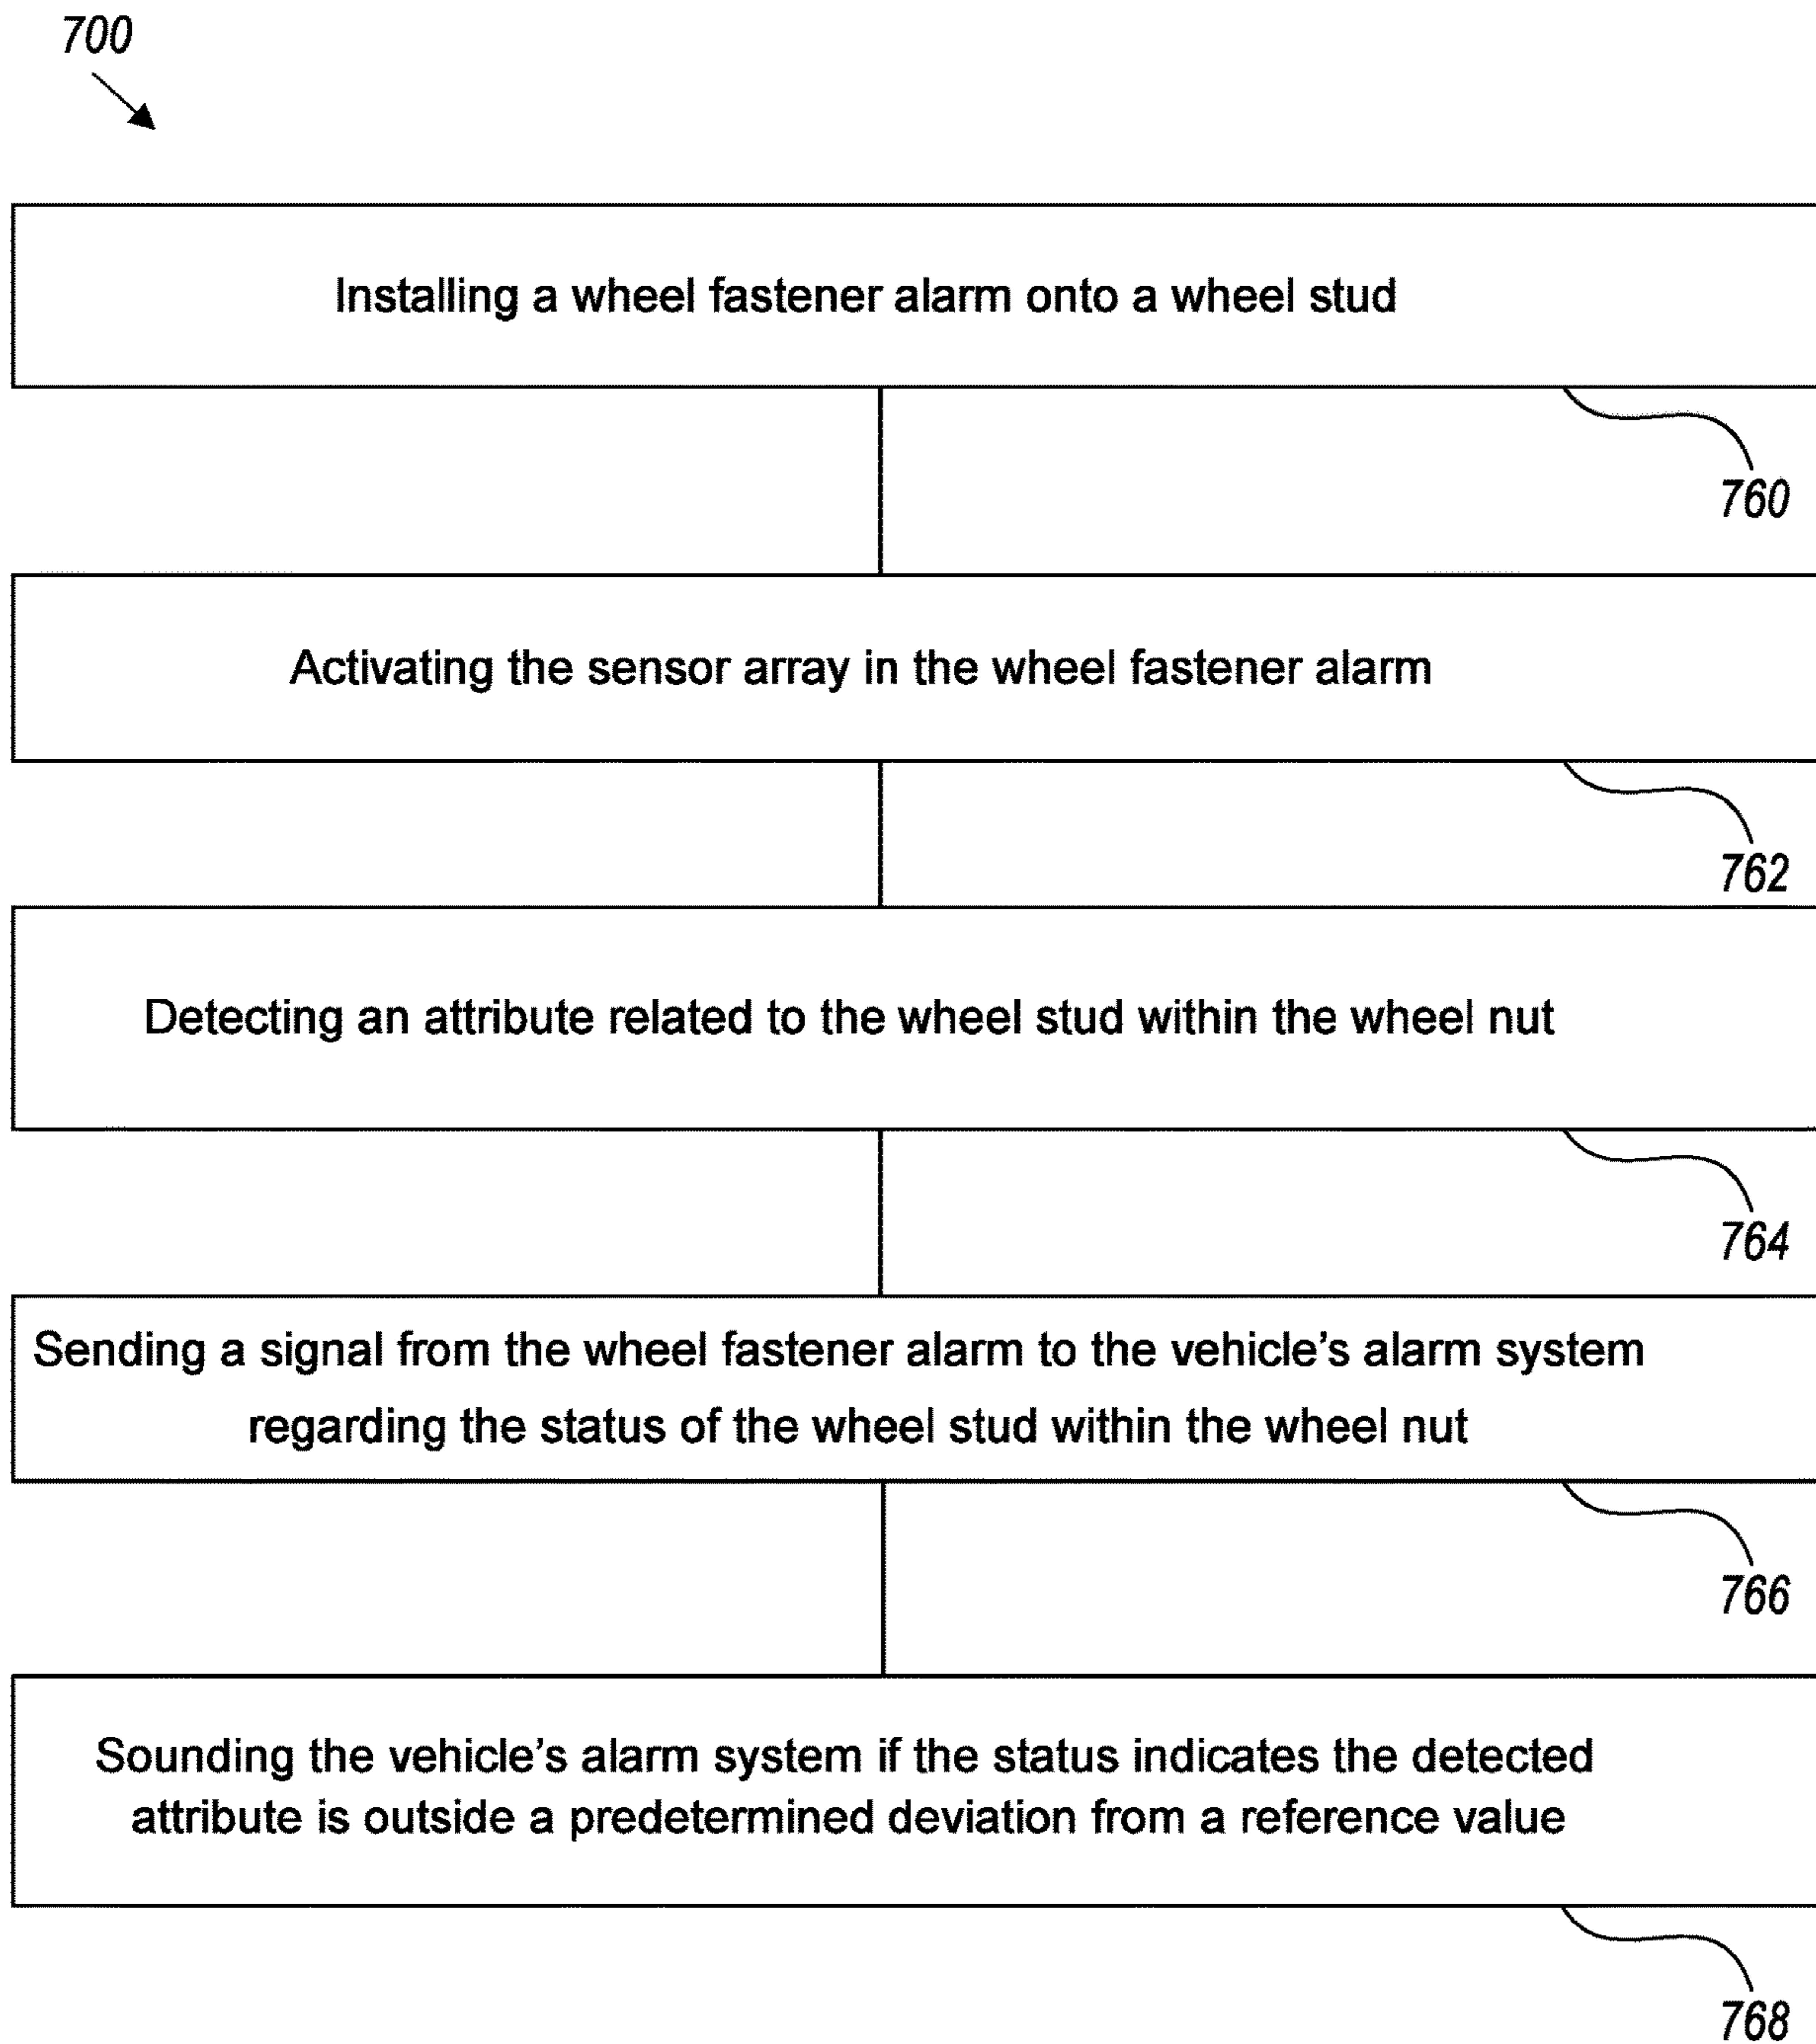 700
Installing a wheel fastener alarm onto a wheel stud
760
Activating the sensor array in the wheel fastener alarm
762
Detecting an attribute related to the wheel stud within the wheel nut
764
Sending a signal from the wheel fastener alarm to the vehicle’s alarm system
regarding the status of the wheel stud within the wheel nut
766
Sounding the vehicle’s alarm system if the status indicates the detected
attribute is outside a predetermined deviation from a reference value
768